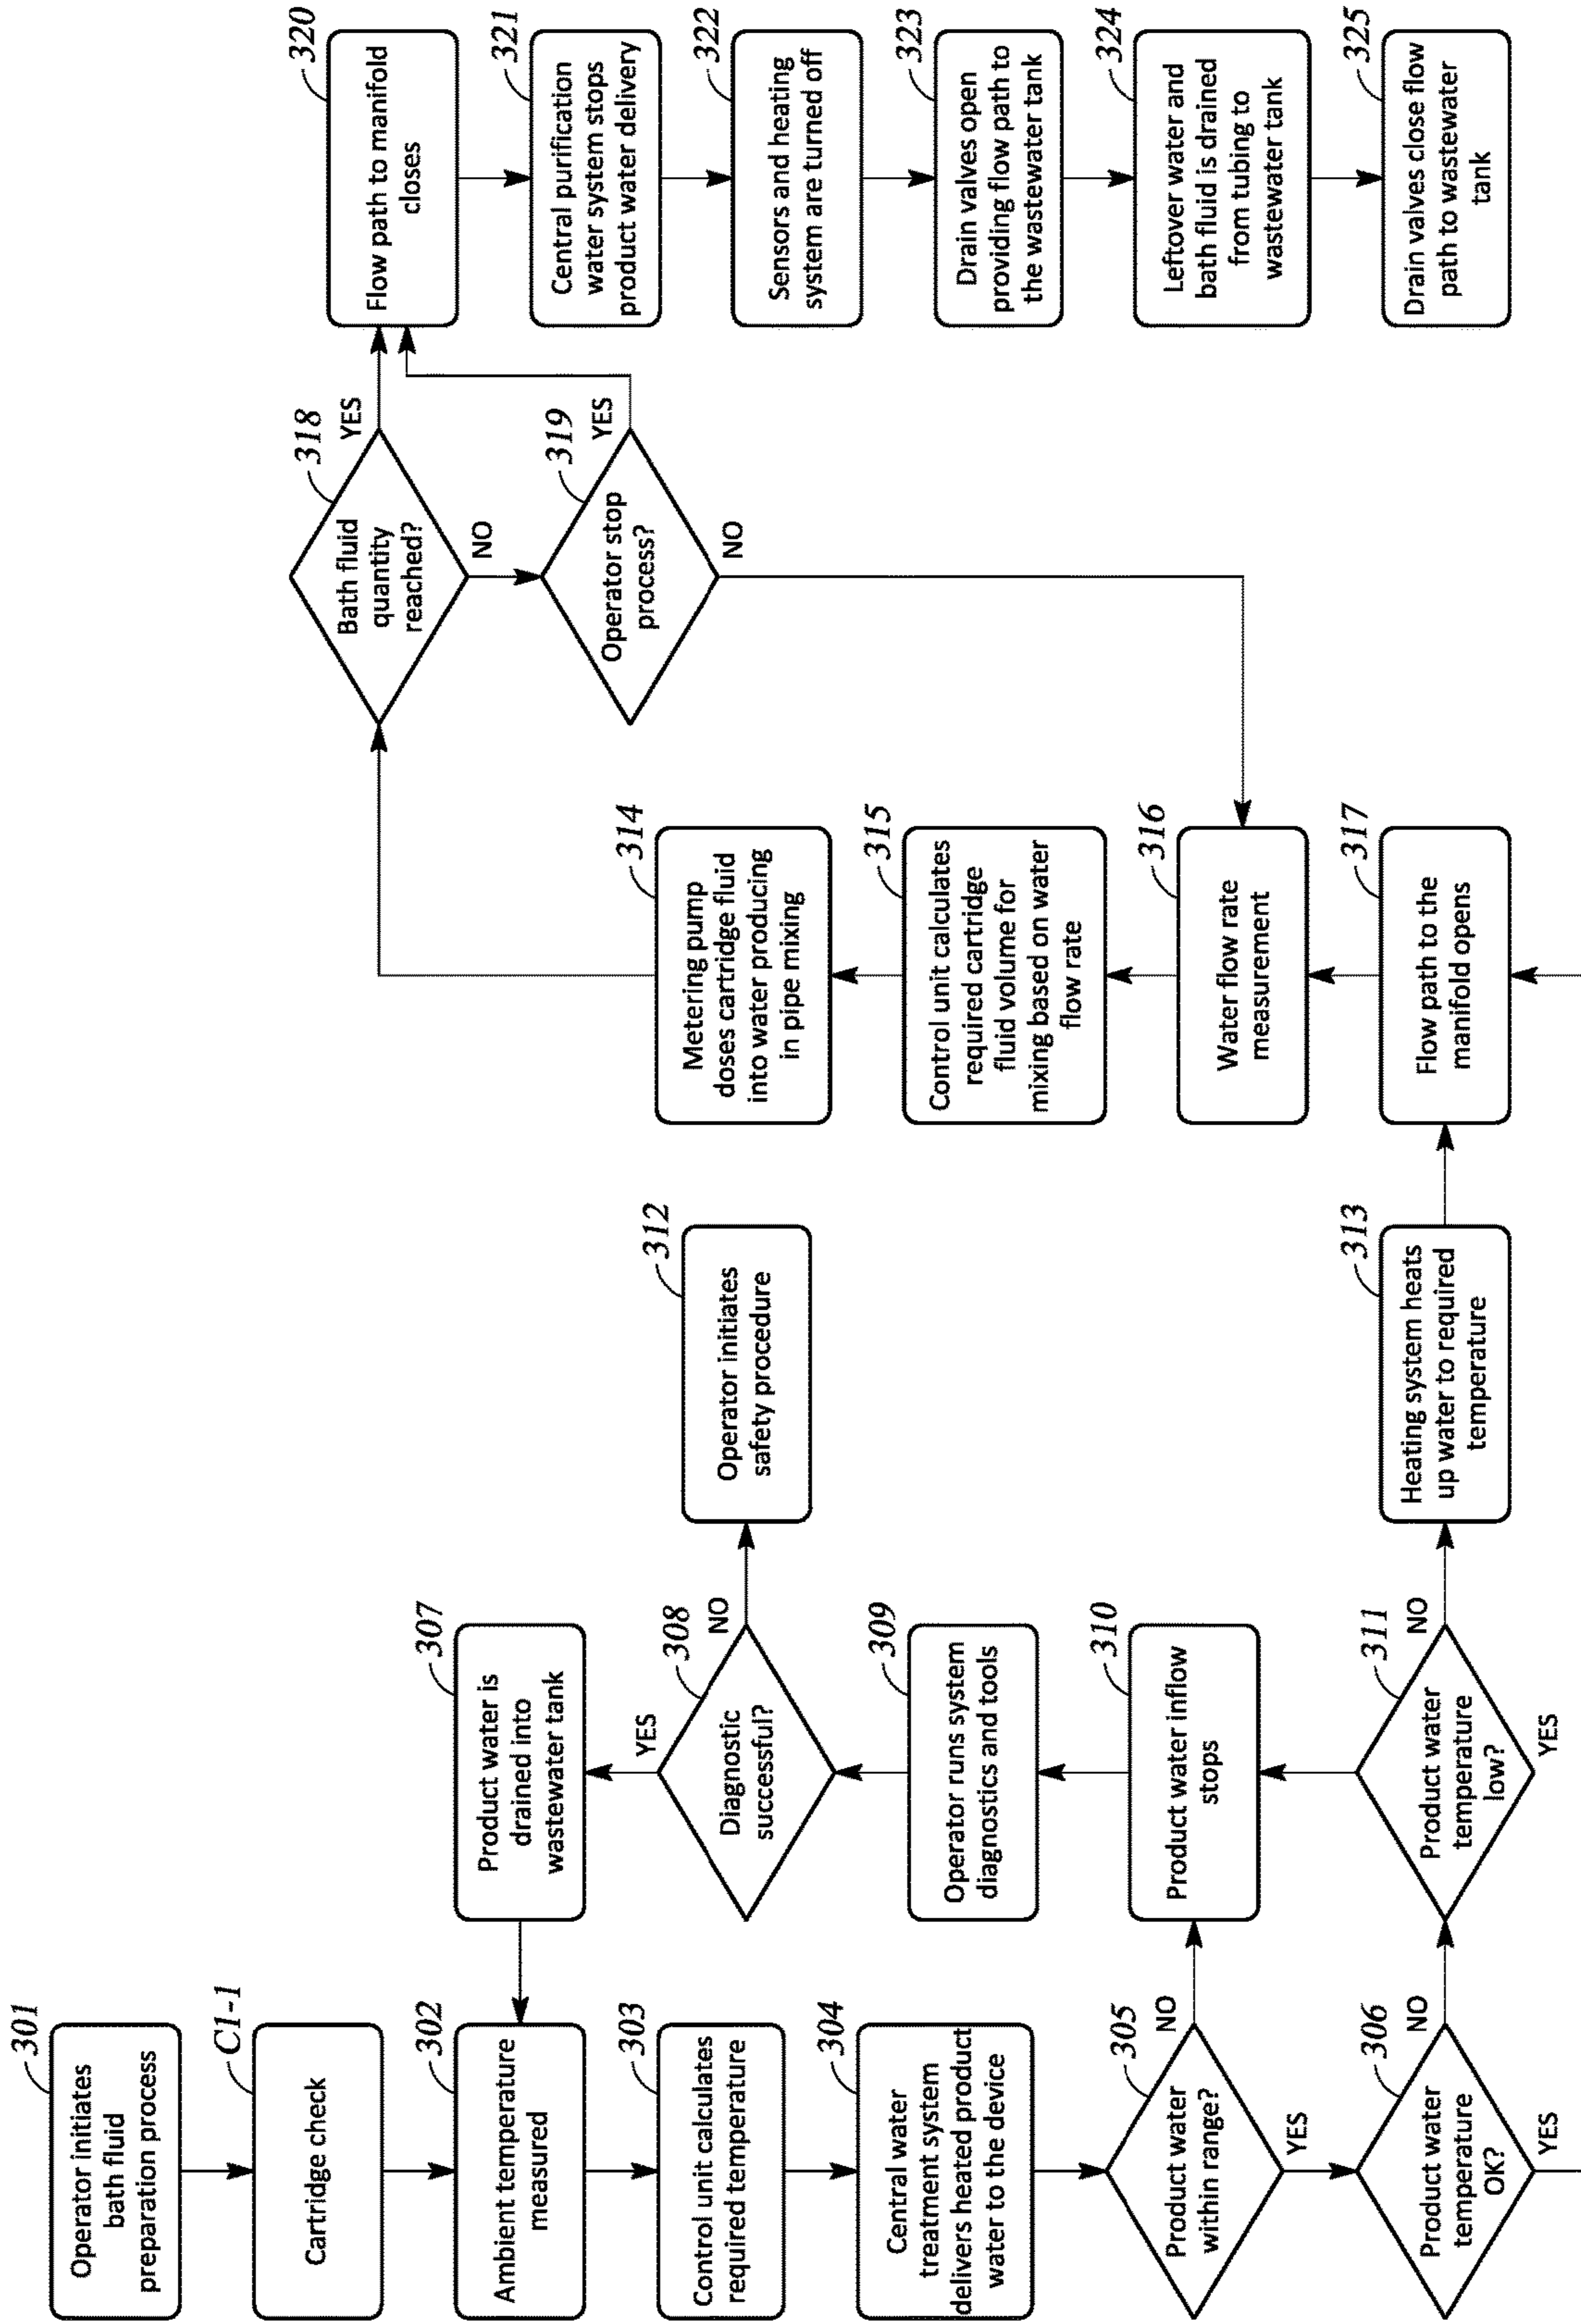 301
Operator initiates
bath fluid
preparation process
C1-1
Cartridge check
302
Ambient temperature
measured
303
Control unit calculates
required temperature
304
Central water
treatment system
delivers heated product
water to the device
305
Product water
within range?
NO
YES
306
Product water
temperature
OK?
NO
YES
307
Product water is
drained into
wastewater tank
YES
308
Diagnostic
successful?
NO
309
Operator runs system
diagnostics and tools
310
Product water inflow
stops
311
Product water
temperature
low?
NO
YES
312
Operator initiates
safety procedure
313
Heating system heats
up water to required
temperature
314
Metering pump
doses cartridge fluid
into water producing
in pipe mixing
315
Control unit calculates
required cartridge
fluid volume for
mixing based on water
flow rate
316
Water flow rate
measurement
317
Flow path to the
manifold opens
318
Bath fluid
quantity
reached?
YES
NO
319
Operator stop
process?
YES
NO
320
Flow path to manifold
closes
321
Central purification
water system stops
product water delivery
322
Sensors and heating
system are turned off
323
Drain valves open
providing flow path to
the wastewater tank
324
Leftover water and
bath fluid is drained
from tubing to
wastewater tank
325
Drain valves close flow
path to wastewater
tank